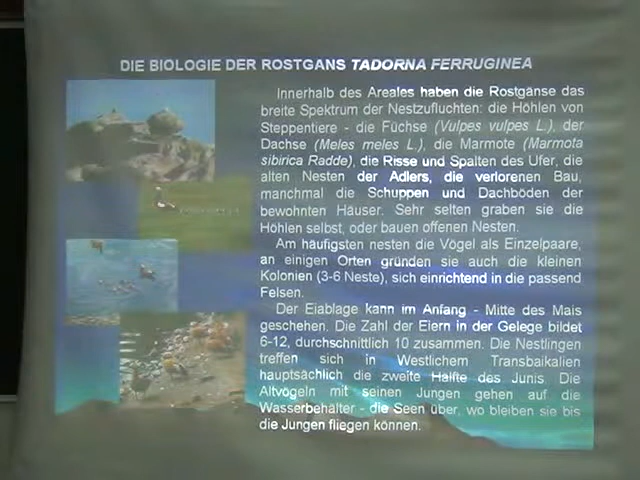 DIE BIOLOGIE DER ROSTGANS TADORNA FERRUGINEA
Innerhalb des Areales haben die Rostgänse das
breite Spektrum der Nestzufluchten: die Höhlen von
Steppentiere - die Füchse (Vulpes vulpes L.), der
Dachse (Meles meles L.), die Marmote (Marmota
sibirica Radde), die Risse und Spalten des Ufer, die
alten Nesten der Adlers, die verlorenen Bau,
manchmal die Schuppen und Dachböden der
bewohnten Häuser. Sehr selten graben sie die
Höhlen selbst, oder bauen offenen Nesten.
Am häufigsten nesten die Vögel als Einzelpaare,
an einigen Orten gründen sie auch die kleinen
Kolonien (3-6 Neste), sich einrichtend in die passend
Felsen.
Der Eiablage kann im Anfang - Mitte des Mais
geschehen. Die Zahl der Eiern in der Gelege bildet
6-12, durchschnittlich 10 zusammen. Die Nestlingen
treffen sich in Westlichem Transbaikalien
hauptsächlich die zweite Hälfte des Junis. Die
Altvögeln mit seinen Jungen gehen auf die
Wasserbehälter - die Seen über, wo bleiben sie bis
die Jungen fliegen können.